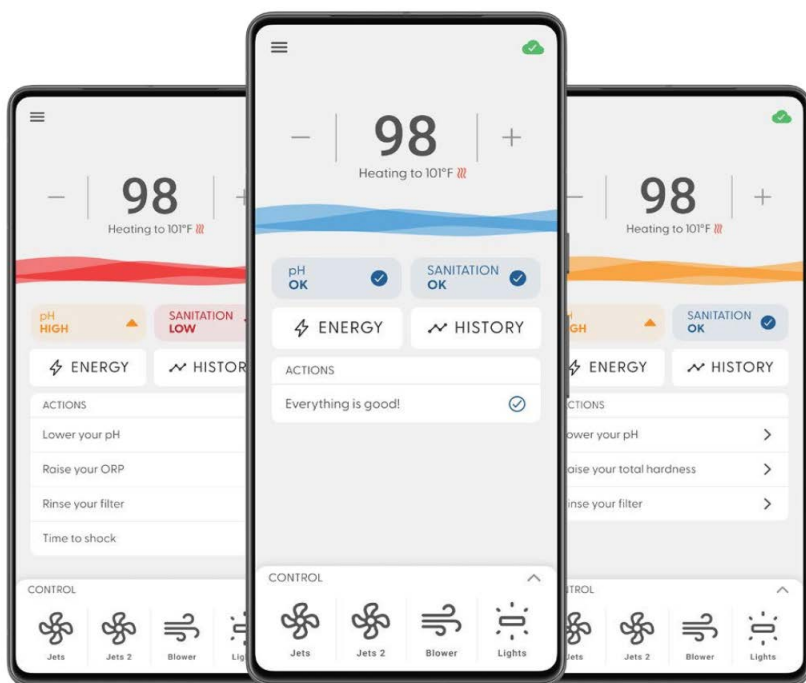 98
Heating to 101°F
pH
HIGH
SANITATION
LOW
ENERGY
HISTOR
ACTIONS
Lower your pH
Raise your ORP
Rinse your filter
Time to shock
CONTROL
Jets
Jets 2
Blower
Lig
98
Heating to 101°F
pH
OK
SANITATION
OK
ENERGY
HISTORY
ACTIONS
Everything is good!
CONTROL
Jets
Jets 2
Blower
Lights
98
Heating to 101°F
GH
SANITATION
OK
ENERGY
HISTORY
CTIONS
ower your pH
aise your total hardness
inse your filter
TROL
Jets
Jets 2
Blower
Lights